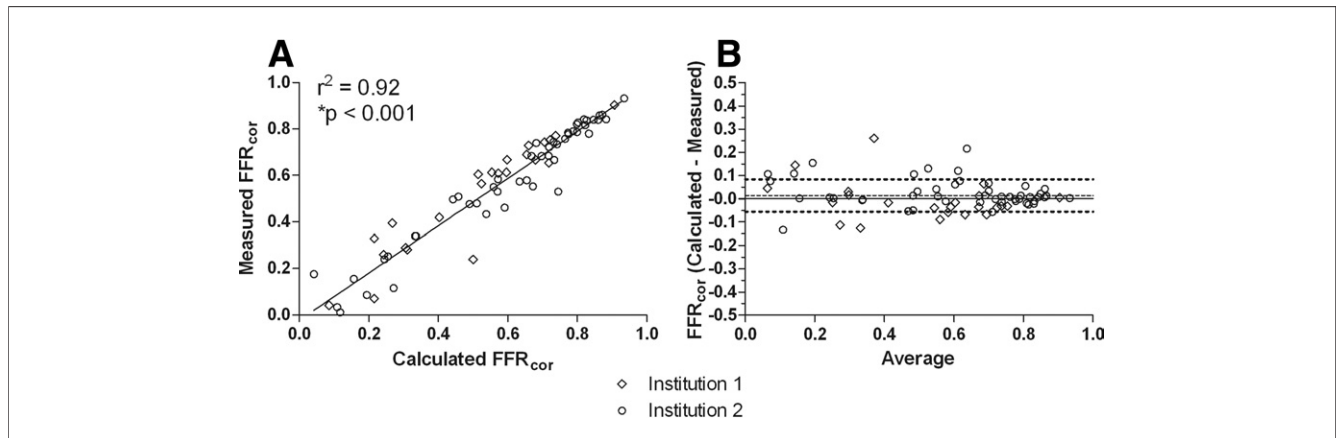 A
r² = 0.92
*p < 0.001
1.0
0.8
0.6
0.4
0.2
0.0
Measured FFRcor
0.0 0.2 0.4 0.6 0.8 1.0
Calculated FFRcor
B
0.5
0.4
0.3
0.2
0.1
-0.0
-0.1
-0.2
-0.3
-0.4
-0.5
FFRcor (Calculated - Measured)
0.0 0.2 0.4 0.6 0.8 1.0
Average
Institution 1
Institution 2